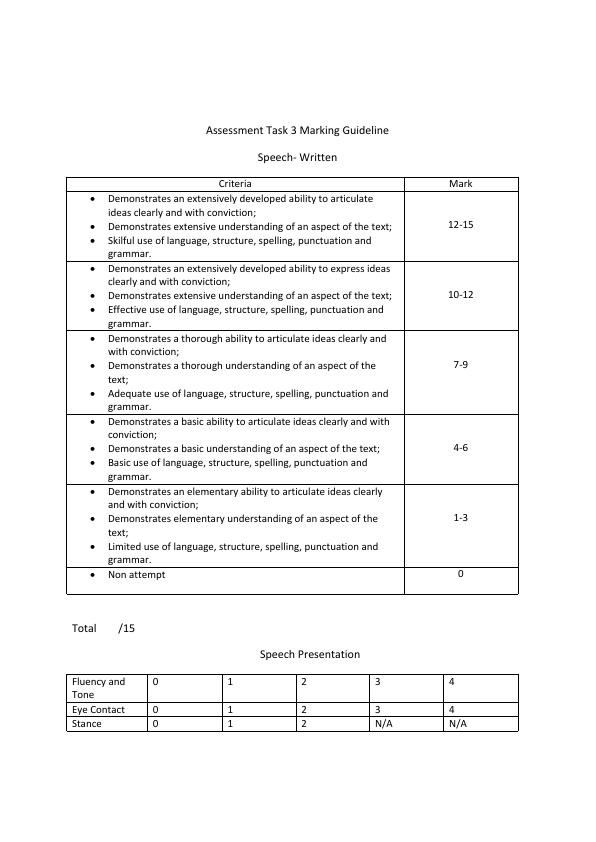 Assessment Task 3 Marking Guideline
Speech- Written
Criteria Mark
• Demonstrates an extensively developed ability to articulate
ideas clearly and with conviction;
• Demonstrates extensive understanding of an aspect of the text;
• Skilful use of language, structure, spelling, punctuation and
grammar.
12-15
• Demonstrates an extensively developed ability to express ideas
clearly and with conviction;
• Demonstrates extensive understanding of an aspect of the text;
• Effective use of language, structure, spelling, punctuation and
grammar.
10-12
• Demonstrates a thorough ability to articulate ideas clearly and
with conviction;
• Demonstrates a thorough understanding of an aspect of the
text;
• Adequate use of language, structure, spelling, punctuation and
grammar.
7-9
• Demonstrates a basic ability to articulate ideas clearly and with
conviction;
• Demonstrates a basic understanding of an aspect of the text;
• Basic use of language, structure, spelling, punctuation and
grammar.
4-6
• Demonstrates an elementary ability to articulate ideas clearly
and with conviction;
• Demonstrates elementary understanding of an aspect of the
text;
• Limited use of language, structure, spelling, punctuation and
grammar.
1-3
• Non attempt 0
Total /15
Speech Presentation
Fluency and
Tone
0 1 2 3 4
Eye Contact 0 1 2 3 4
Stance 0 1 2 N/A N/A